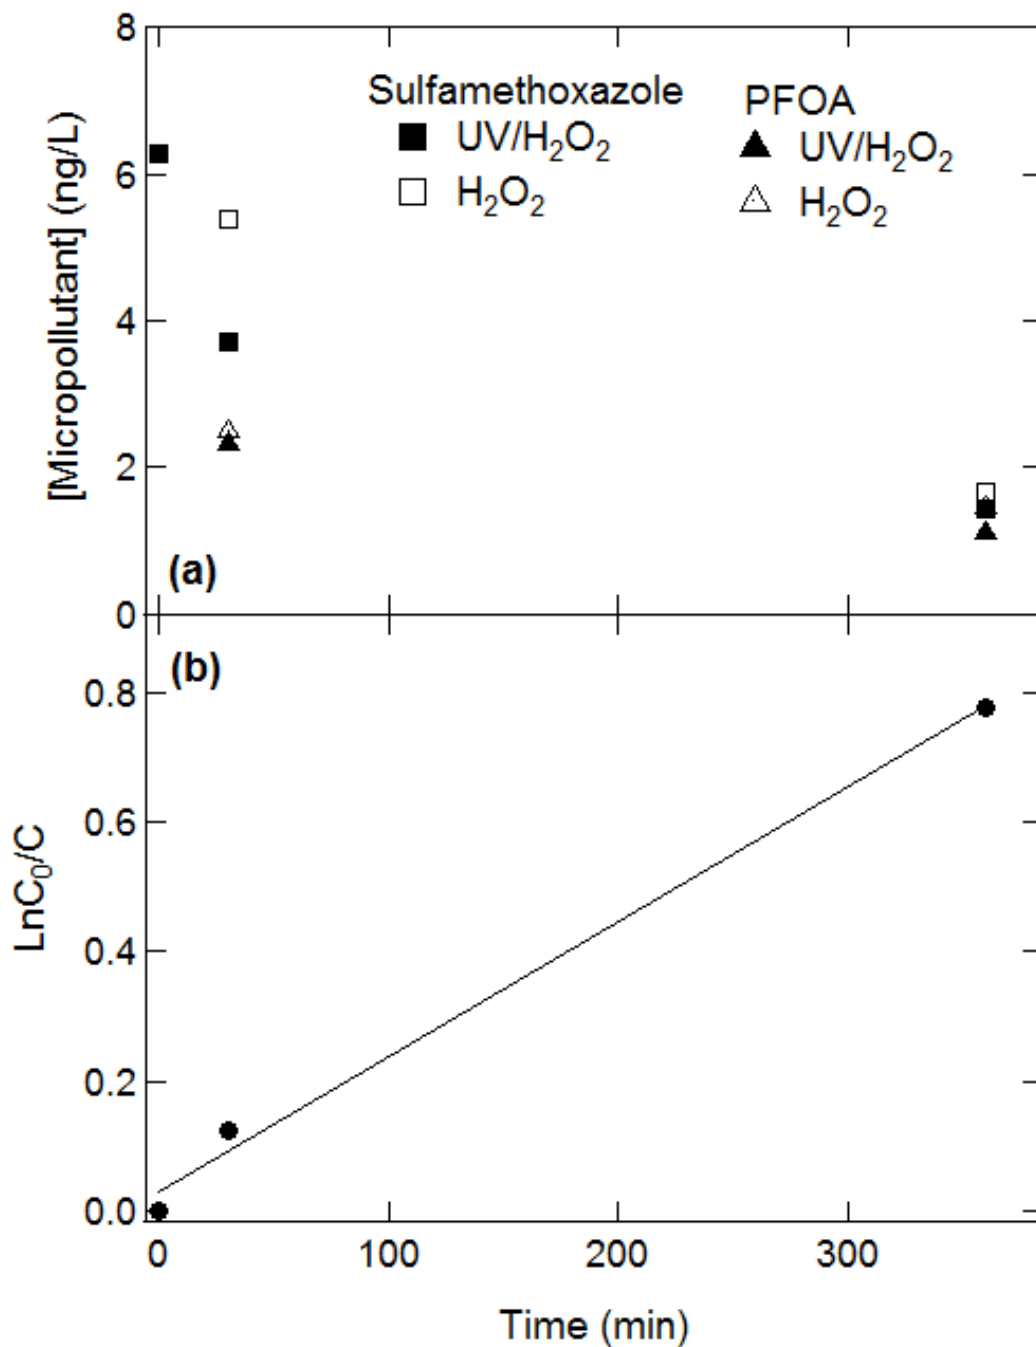 8
Sulfamethoxazole PFOA
UV/H₂O₂ UV/H₂O₂
H₂O₂ H₂O₂
6
4
2
0
[Micropollutant] (ng/L)
(a)
(b)
0.8
0.6
0.4
0.2
0.0
LnC₀/C
0 100 200 300
Time (min)